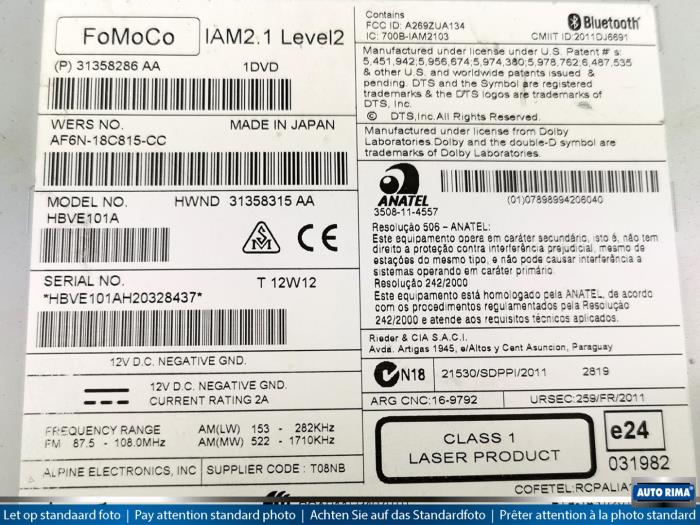 FoMoCo IAM2.1 Level2
(P) 31358286 AA 1DVD
WERS NO. MADE IN JAPAN
AF6N-18C815-CC
MODEL NO. HWND 31358315 AA
HBVE101A
SERIAL NO. T 12W12
*HBVE101AH20328437*
12V D.C. NEGATIVE GND.
12V D.C. NEGATIVE GND.
CURRENT RATING 2A
FREQUENCY RANGE AM(LW) 153 - 282KHz
FM 87.5 - 108.0MHz AM(MW) 522 - 1710KHz
ALPINE ELECTRONICS, INC SUPPLIER CODE : T08NB
Contains
FCC ID: A269ZUA134
IC: 700B-IAM2103
Bluetooth
CMIIT ID:2011DJ6691
Manufactured under license under U.S. Patent # s:
5,451,942;5,956,674;5,974,380;5,978,762;6,487,535
& other U.S. and worldwide patents issued &
pending. DTS and the Symbol are registered
trademarks & the DTS logos are trademarks of
DTS, Inc.
© DTS,Inc.All Rights Reserved.
Manufactured under license from Dolby
Laboratories.Dolby and the double-D symbol are
trademarks of Dolby Laboratories.
ANATEL
3508-11-4557
(01)07898994206040
Resolução 506 - ANATEL:
Este equipamento opera em caráter secundário, isto é, não tem
direito a proteção contra interferência prejudicial, mesmo de
estações do mesmo tipo, e não pode causar interferência a
sistemas operando em caráter primário.
Resolução 242/2000
Este equipamento está homologado pela ANATEL, de acordo
com os procedimentos regulamentados pela Resolução
242/2000 e atende aos requisitos técnicos aplicados.
Rieder & CIA S.A.C.I.
Avda. Artigas 1945, e/Altos y Cent Asuncion, Paraguay
N18 21530/SDPPI/2011 2819
ARG CNC:16-9792 URSEC:259/FR/2011
CLASS 1
LASER PRODUCT
e24
031982
COFETEL:RCPALIA
AUTO RIMA
Let op standaard foto | Pay attention standard photo | Achten Sie auf das Standardfoto | Prêter attention à la photo standard